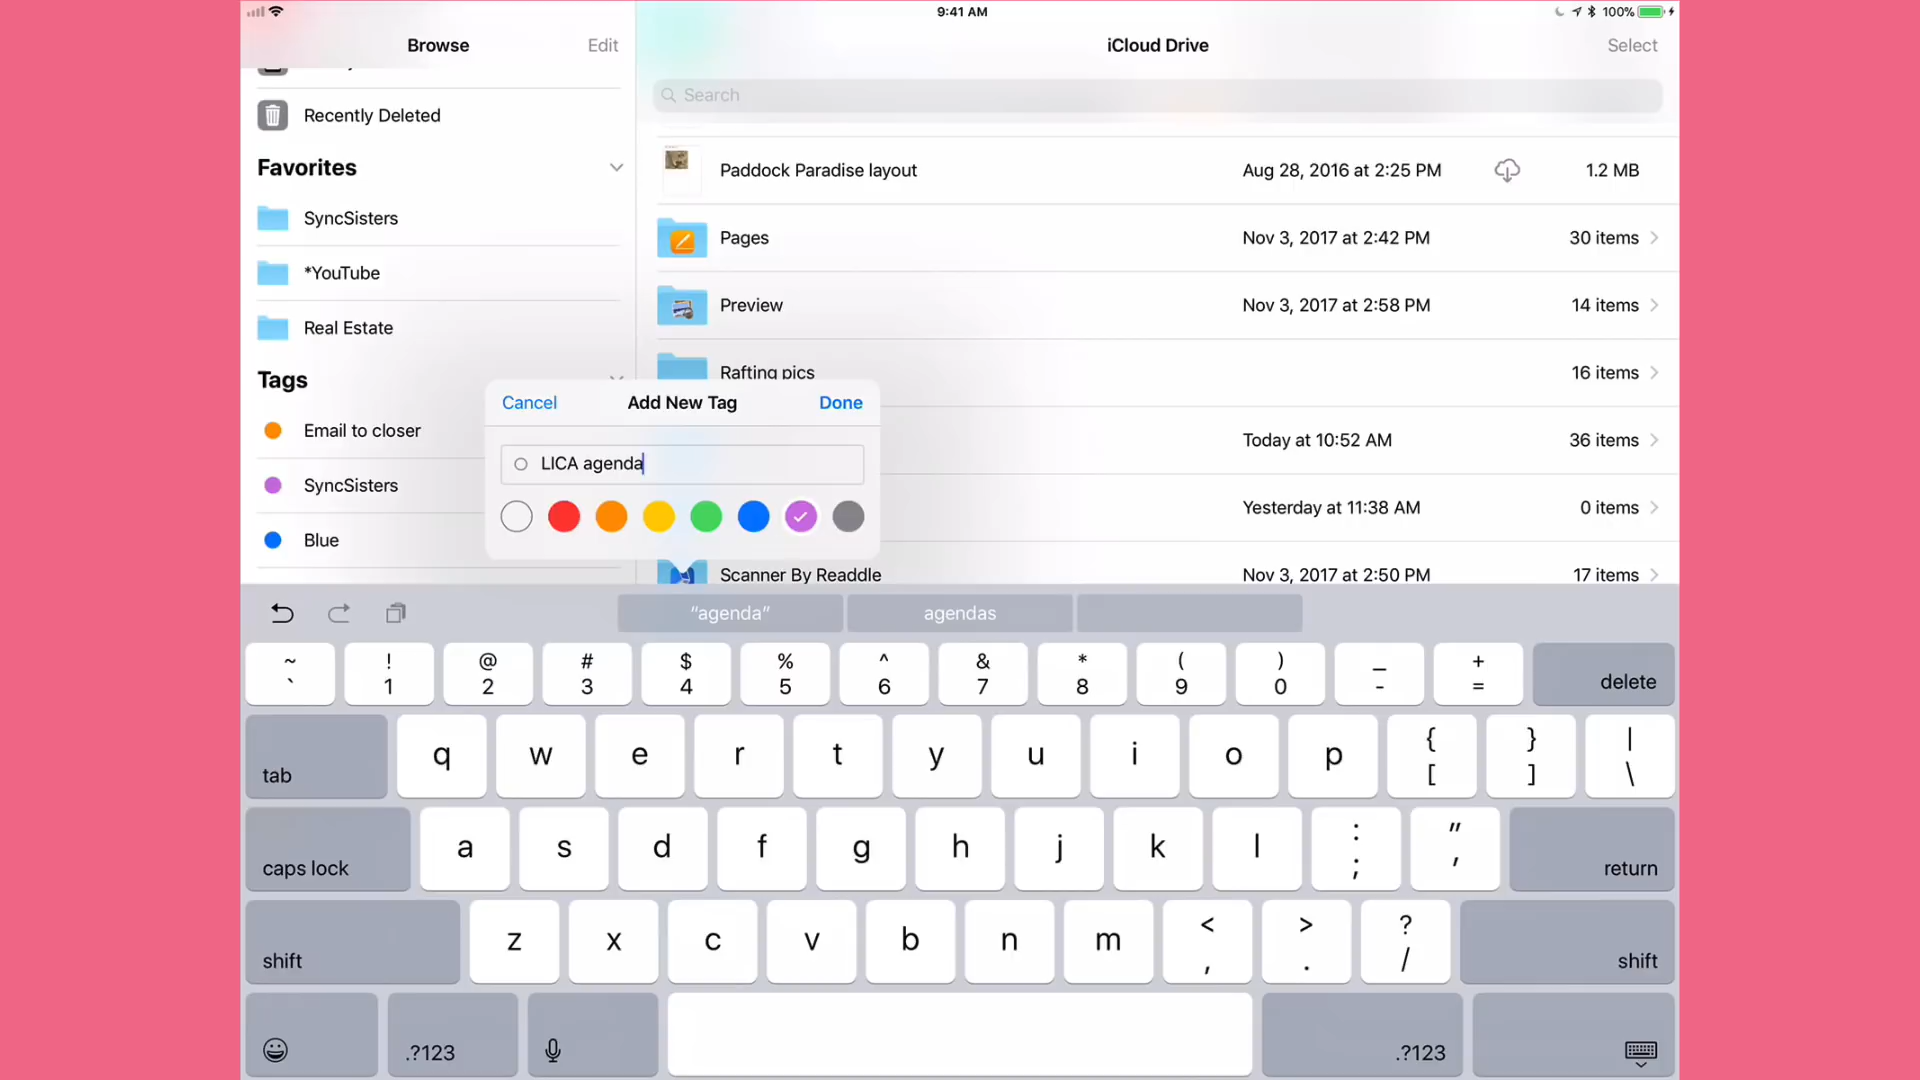 9:41 AM
100%
Browse
Edit
iCloud Drive
Select
Search
Recently Deleted
Favorites
SyncSisters
*YouTube
Real Estate
Tags
Email to closer
SyncSisters
Blue
Paddock Paradise layout Aug 28, 2016 at 2:25 PM 1.2 MB
Pages Nov 3, 2017 at 2:42 PM 30 items
Preview Nov 3, 2017 at 2:58 PM 14 items
Rafting pics 16 items
Today at 10:52 AM 36 items
Yesterday at 11:38 AM 0 items
Scanner By Readdle Nov 3, 2017 at 2:50 PM 17 items
Cancel Add New Tag Done
LICA agenda
“agenda” agendas
~ ! @ # $ % ^ & * ( ) _ +
` 1 2 3 4 5 6 7 8 9 0 - = delete
tab q w e r t y u i o p { [ } ] | \
caps lock a s d f g h j k l : ; " ' return
shift z x c v b n m < , > . ? / shift
.?123 .?123